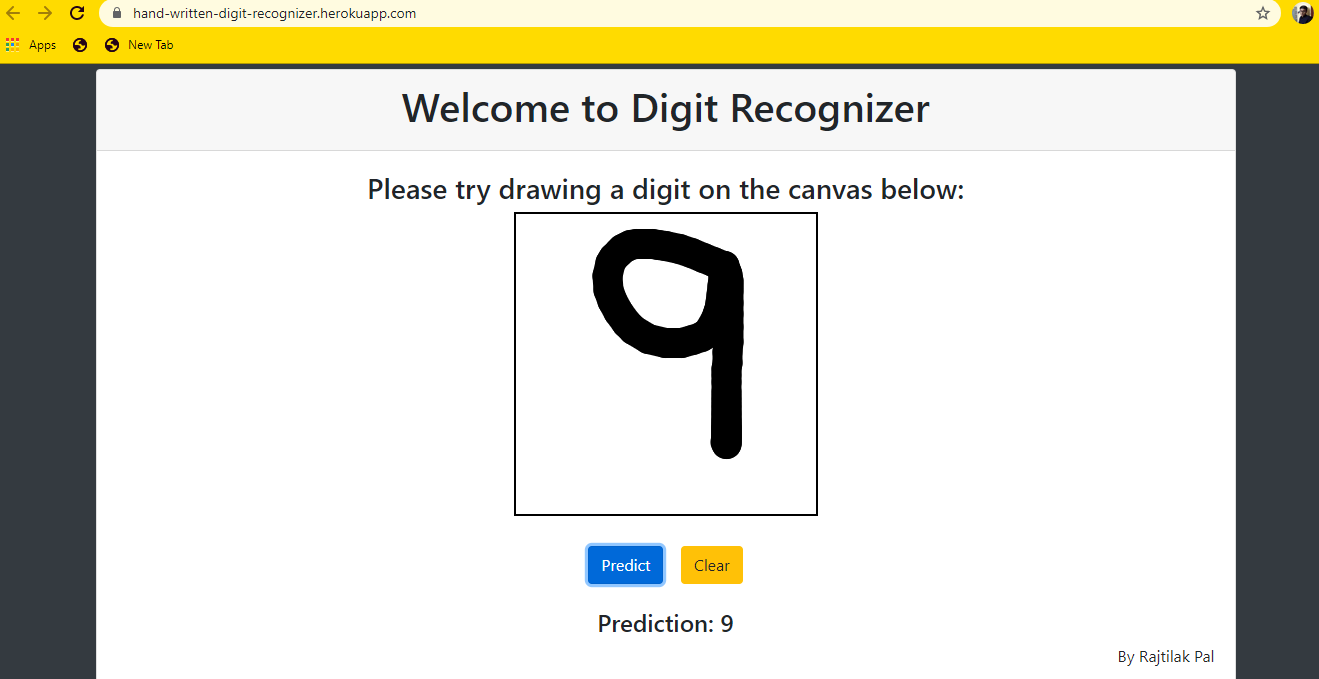 hand-written-digit-recognizer.herokuapp.com
Apps New Tab
Welcome to Digit Recognizer
Please try drawing a digit on the canvas below:
9
Predict Clear
Prediction: 9
By Rajtilak Pal